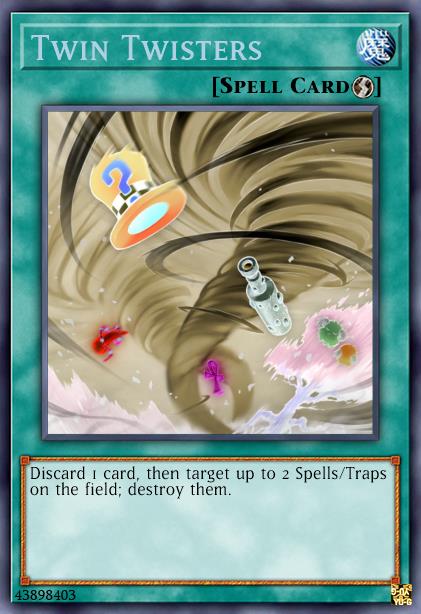 Twin Twisters
魔
[Spell Card]
?
Discard 1 card, then target up to 2 Spells/Traps
on the field; destroy them.
43898403